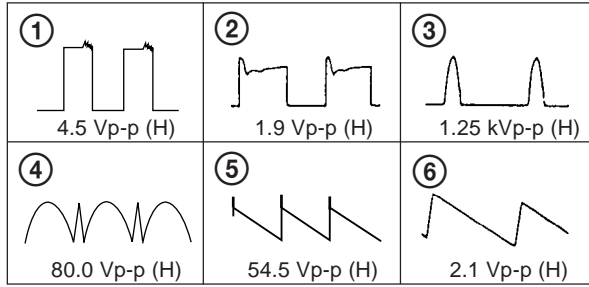 ① ② ③
4.5 Vp-p (H) 1.9 Vp-p (H) 1.25 kVp-p (H)
④ ⑤ ⑥
80.0 Vp-p (H) 54.5 Vp-p (H) 2.1 Vp-p (H)